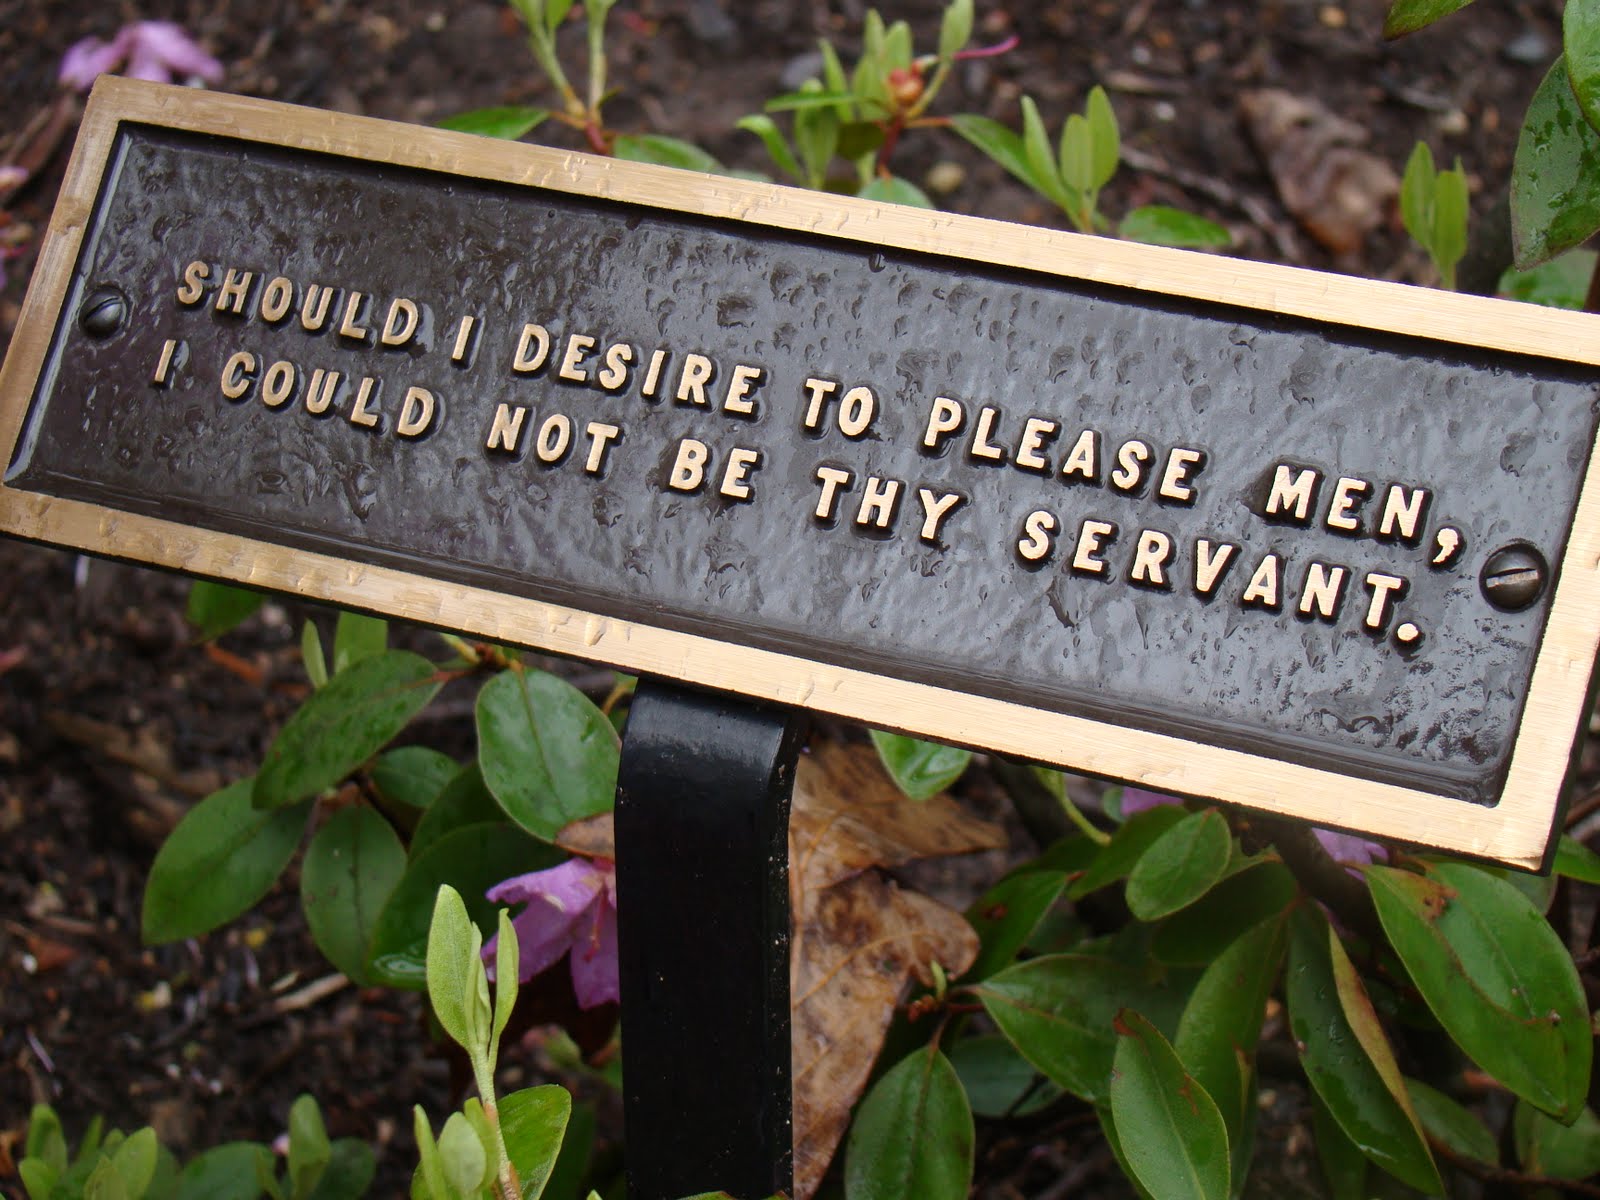 SHOULD I DESIRE TO PLEASE MEN,
I COULD NOT BE THY SERVANT.